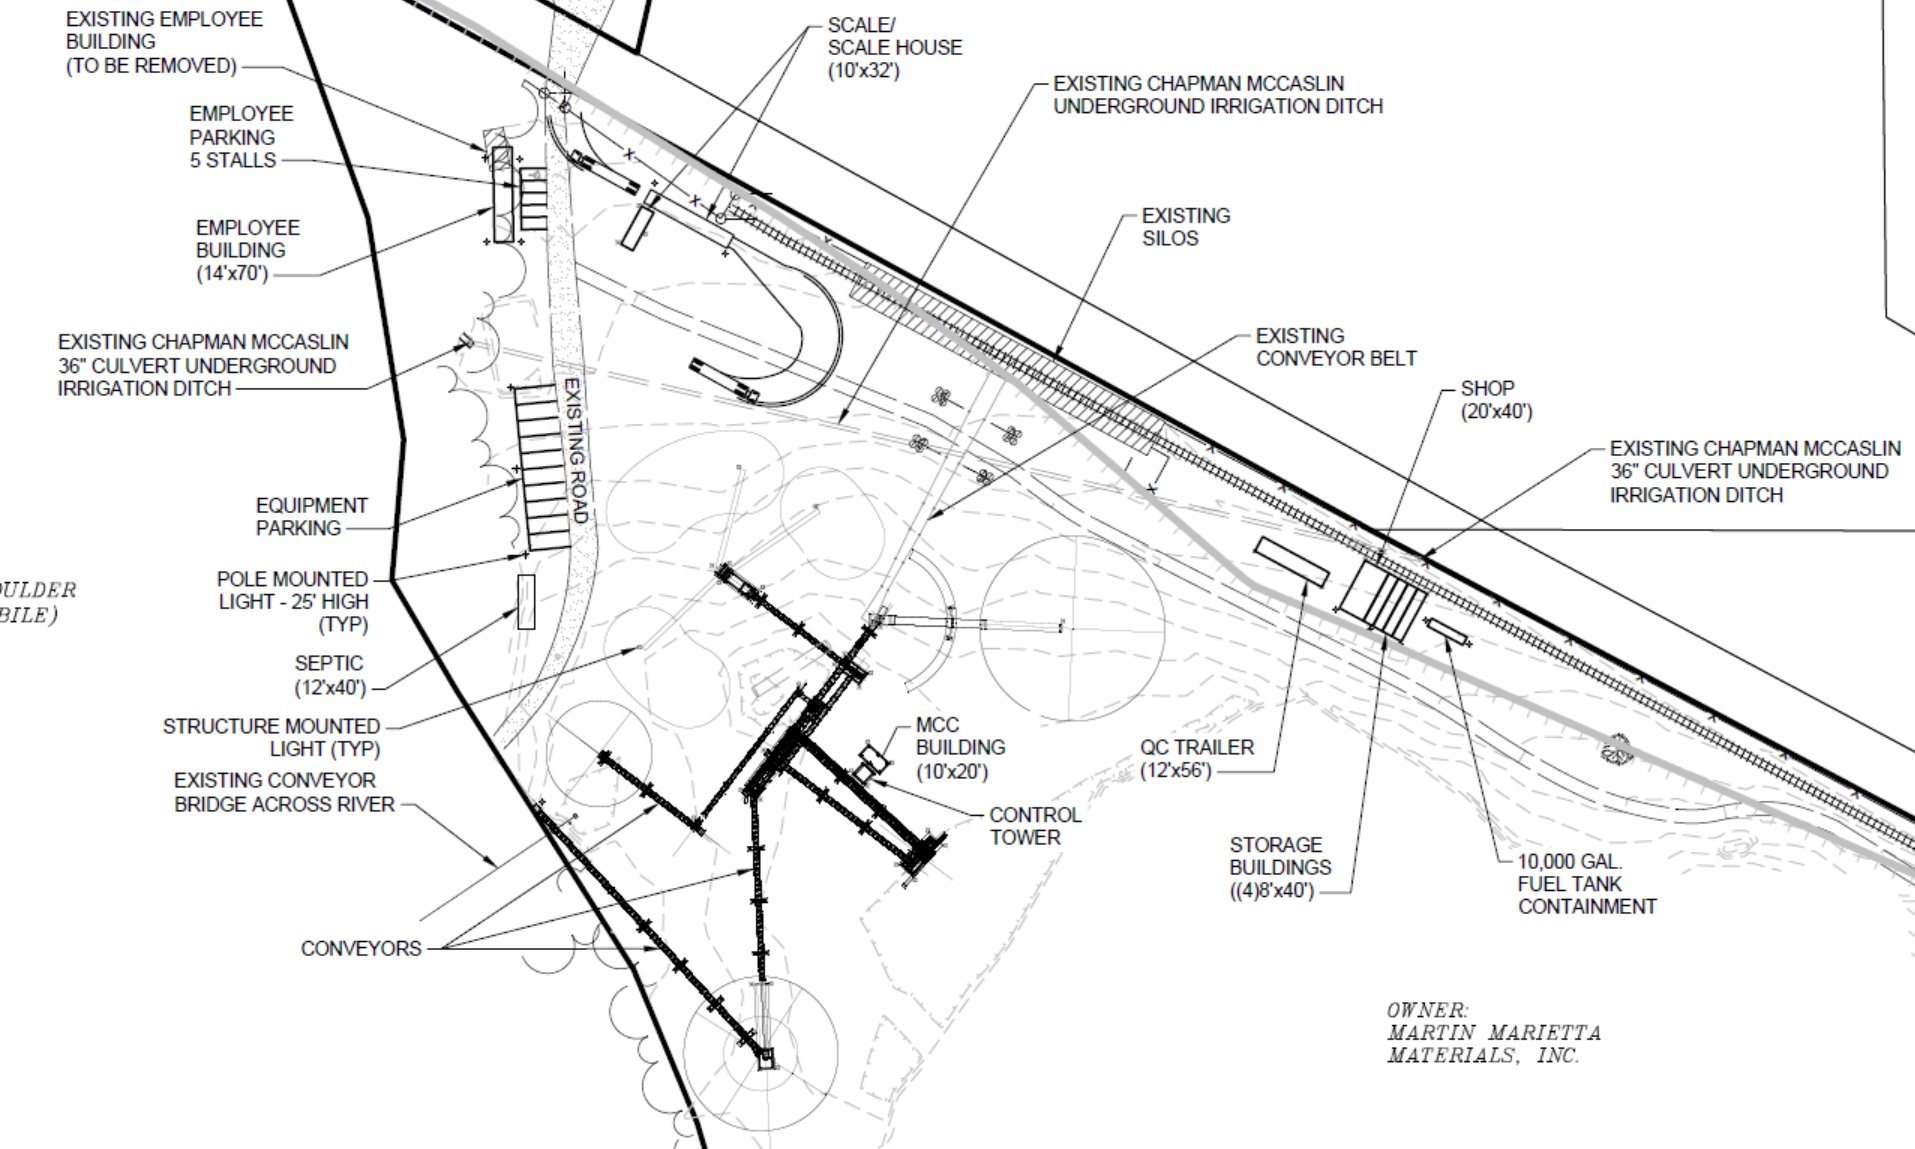 EXISTING EMPLOYEE
BUILDING
(TO BE REMOVED)
SCALE/
SCALE HOUSE
(10'x32')
EXISTING CHAPMAN MCCASLIN
UNDERGROUND IRRIGATION DITCH
EMPLOYEE
PARKING
5 STALLS
EMPLOYEE
BUILDING
(14'x70')
EXISTING
SILOS
EXISTING CHAPMAN MCCASLIN
36" CULVERT UNDERGROUND
IRRIGATION DITCH
EXISTING
CONVEYOR BELT
SHOP
(20'x40')
EXISTING CHAPMAN MCCASLIN
36" CULVERT UNDERGROUND
IRRIGATION DITCH
EXISTING ROAD
EQUIPMENT
PARKING
OULDER
BILE)
POLE MOUNTED
LIGHT - 25' HIGH
(TYP)
SEPTIC
(12'x40')
STRUCTURE MOUNTED
LIGHT (TYP)
EXISTING CONVEYOR
BRIDGE ACROSS RIVER
MCC
BUILDING
(10'x20')
CONTROL
TOWER
QC TRAILER
(12'x56')
STORAGE
BUILDINGS
((4)8'x40')
10,000 GAL.
FUEL TANK
CONTAINMENT
CONVEYORS
OWNER:
MARTIN MARIETTA
MATERIALS, INC.